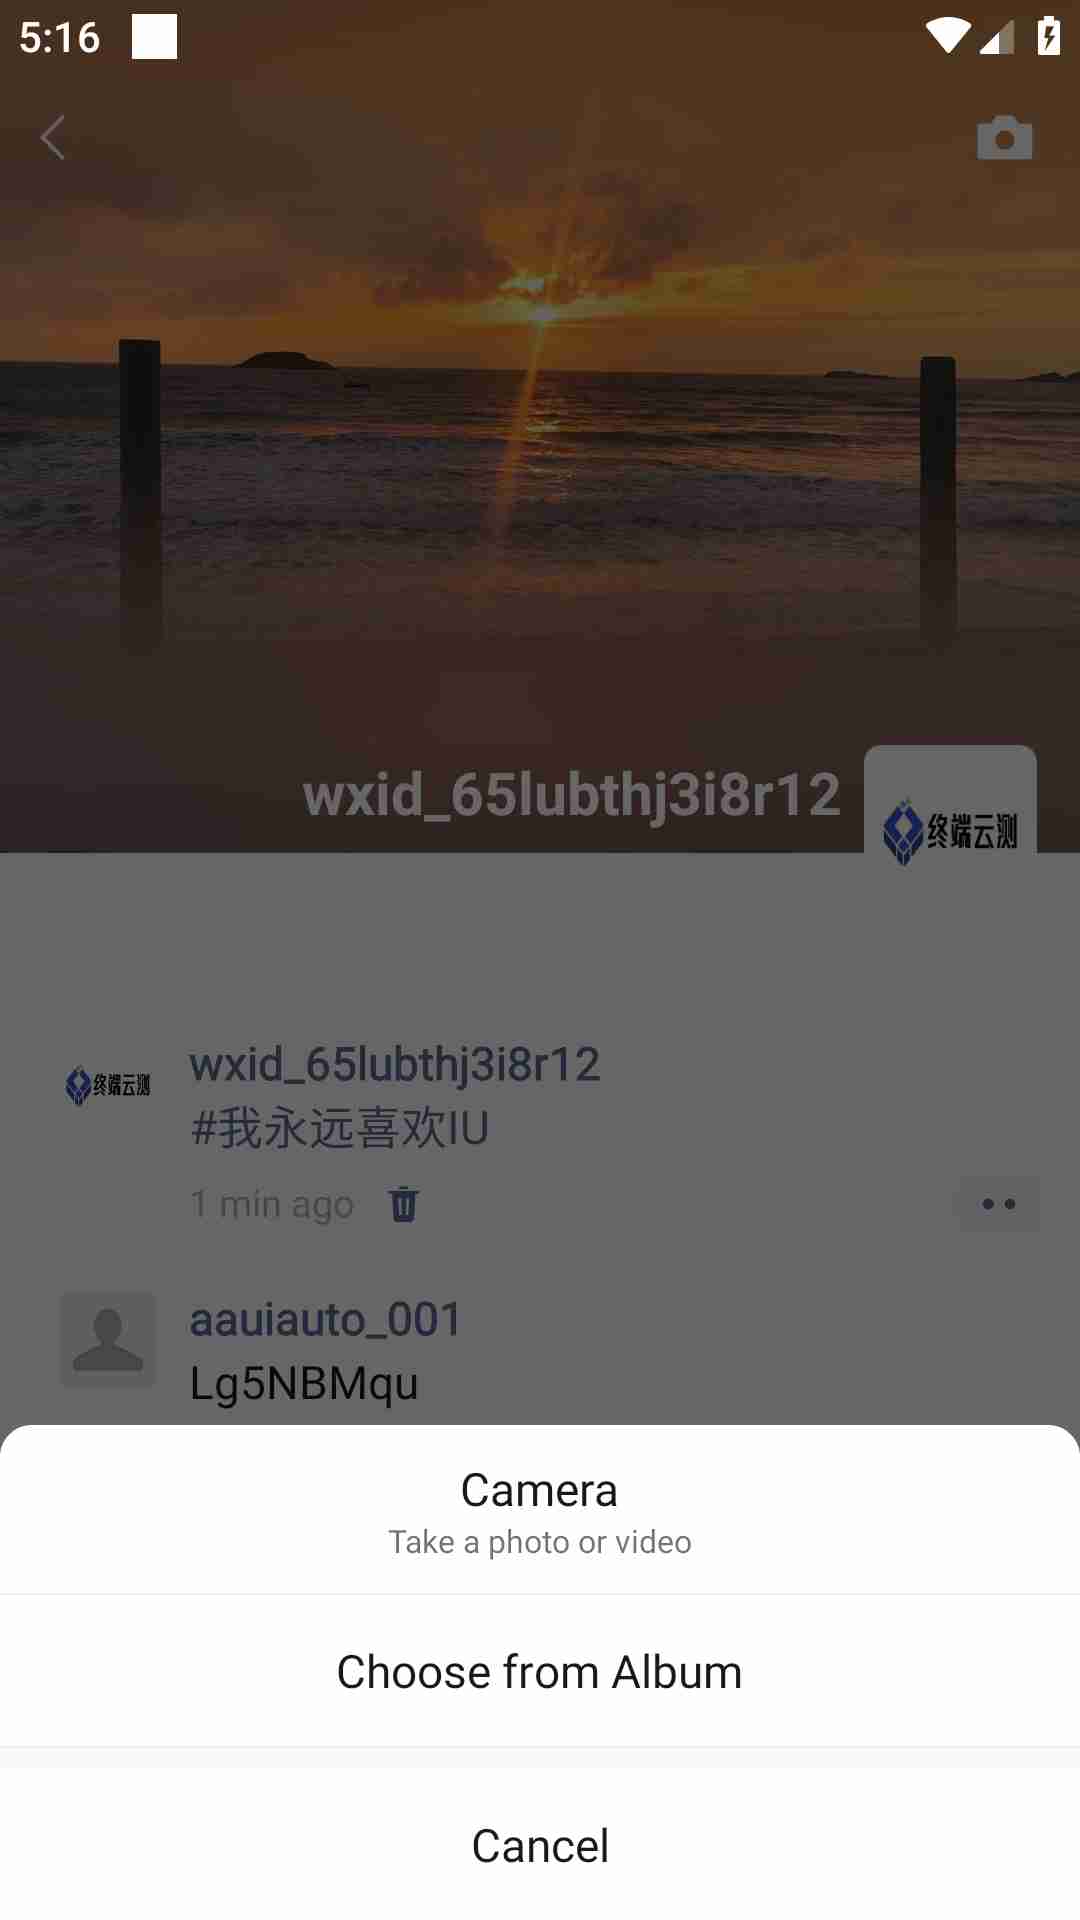 5:16
wxid_65lubthj3i8r12
终端云测
wxid_65lubthj3i8r12
终端云测
#我永远喜欢IU
1 min ago
aauiauto_001
Lg5NBMqu
Camera
Take a photo or video
Choose from Album
Cancel